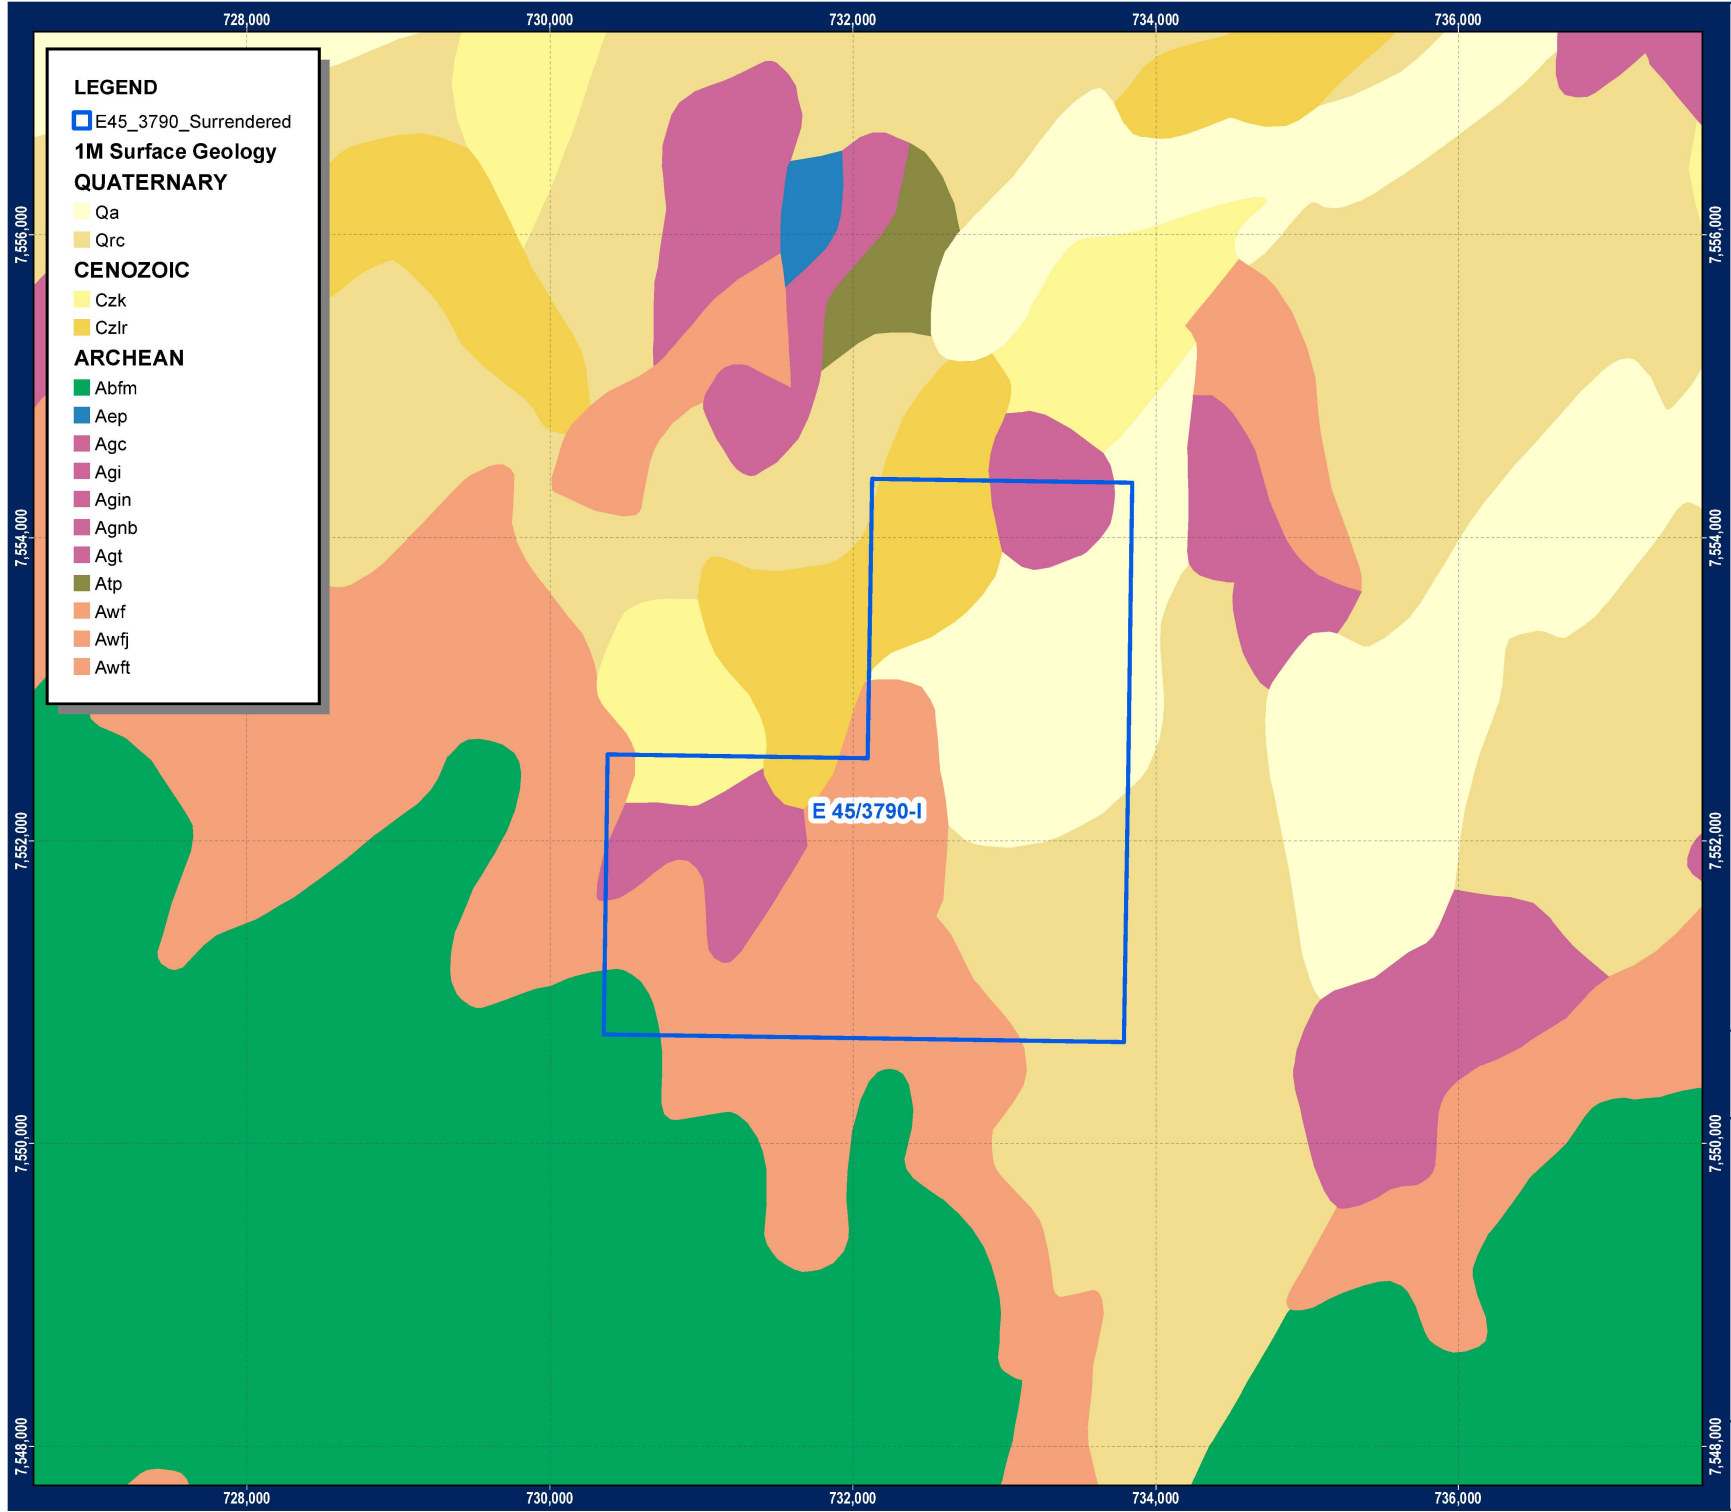 728,000 730,000 732,000 734,000 736,000
LEGEND
E45_3790_Surrendered
1M Surface Geology
QUATERNARY
Qa
Qrc
CENOZOIC
Czk
Czlr
ARCHEAN
Abfm
Aep
Agc
Agi
Agin
Agnb
Agt
Atp
Awf
Awfj
Awft
7,556,000 7,556,000
7,554,000 7,554,000
E 45/3790-I
7,552,000 7,552,000
7,550,000 7,550,000
7,548,000 7,548,000
728,000 730,000 732,000 734,000 736,000